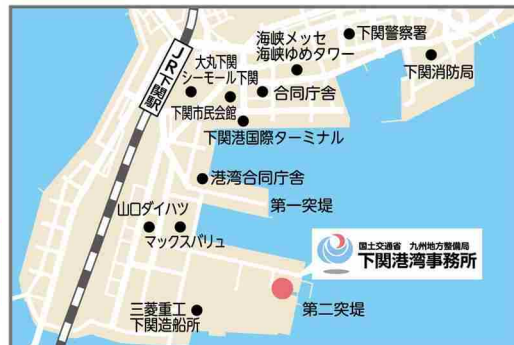 海峡メッセ
海峡ゆめタワー
下関警察署
下関消防局
JR下関駅
大丸下関
シーモール下関
合同庁舎
下関市民会館
下関港国際ターミナル
港湾合同庁舎
第一突堤
山口ダイハツ
マックスバリュ
国土交通省 九州地方整備局
下関港湾事務所
三菱重工
下関造船所
第二突堤